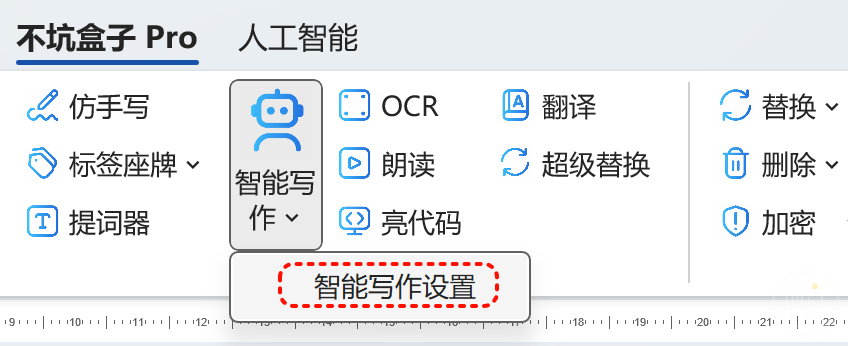 不坑盒子 Pro 人工智能
仿手写 OCR 翻译 替换
标签座牌 智能写作 朗读 超级替换 删除
提词器 亮代码 加密
智能写作设置
9 10 11 12 13 14 15 16 17 18 19 20 21 22